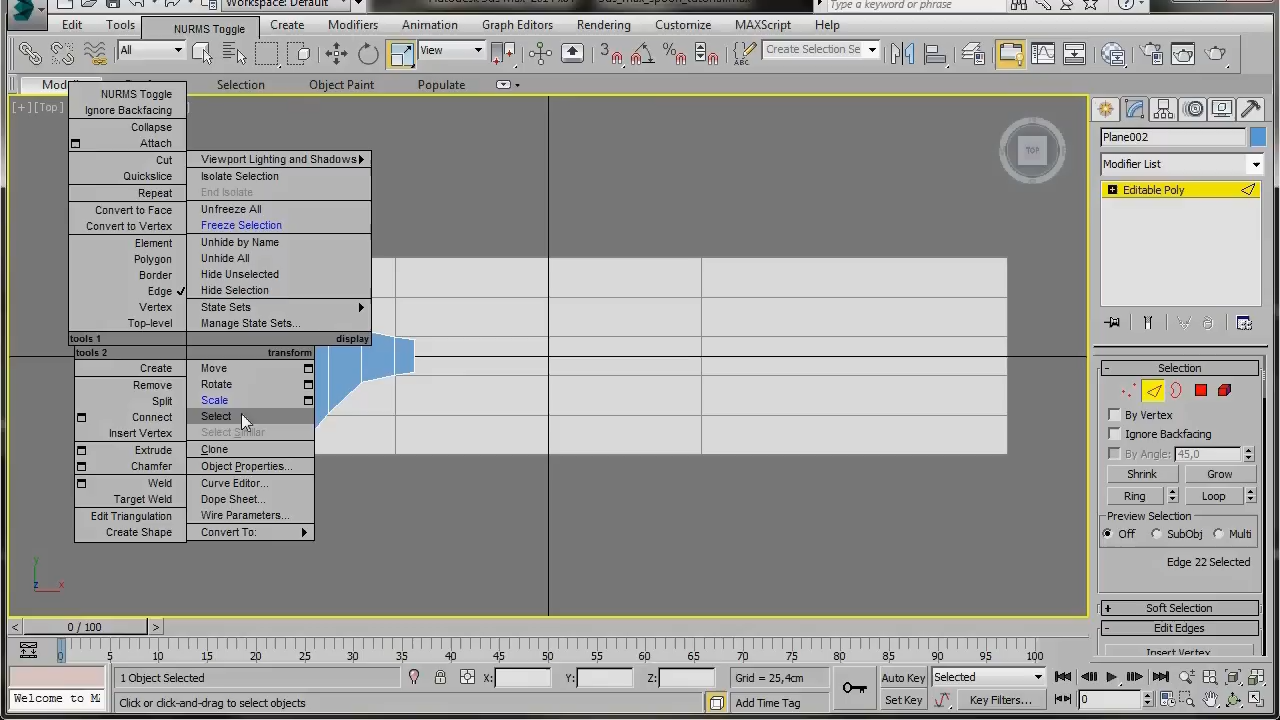 Workspace: Default
Type a keyword or phrase
Edit Tools Create Modifiers Animation Graph Editors Rendering Customize MAXScript Help
NURMS Toggle
All
View
Create Selection Se
Selection Object Paint Populate
[+][Top]
TOP
NURMS Toggle
Ignore Backfacing
Collapse
Attach
Cut
Quickslice
Repeat
Convert to Face
Convert to Vertex
Element
Polygon
Border
Edge
Vertex
Top-level
tools 1
Viewport Lighting and Shadows
Isolate Selection
End Isolate
Unfreeze All
Freeze Selection
Unhide by Name
Unhide All
Hide Unselected
Hide Selection
State Sets
Manage State Sets...
display
tools 2
Create
Remove
Split
Connect
Insert Vertex
Extrude
Chamfer
Weld
Target Weld
Edit Triangulation
Create Shape
transform
Move
Rotate
Scale
Select
Select Similar
Clone
Object Properties...
Curve Editor...
Dope Sheet...
Wire Parameters...
Convert To:
Plane002
Modifier List
Editable Poly
Selection
By Vertex
Ignore Backfacing
By Angle: 45,0
Shrink Grow
Ring Loop
Preview Selection
Off SubObj Multi
Edge 22 Selected
Soft Selection
Edit Edges
Insert Vertex
y
z x
0 / 100
0 5 10 15 20 25 30 35 40 45 50 55 60 65 70 75 80 85 90 95 100
1 Object Selected
X: Y: Z:
Grid = 25,4cm
Auto Key
Selected
Welcome to M
Click or click-and-drag to select objects
Add Time Tag
Set Key
Key Filters...
0